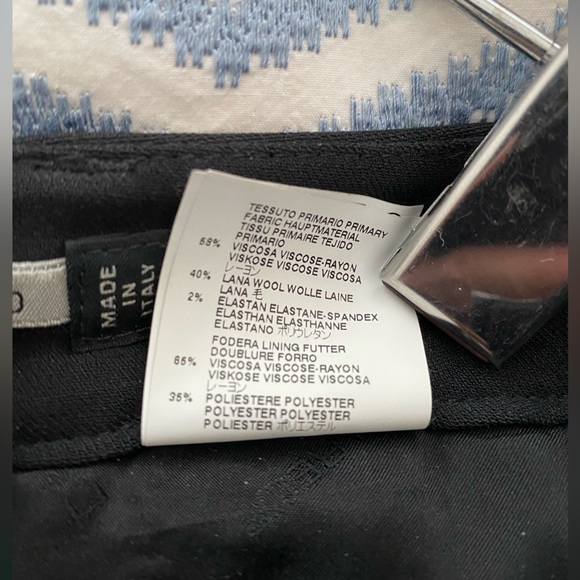 TESSUTO PRIMARIO PRIMARY
FABRIC HAUPTMATERIAL
TISSU PRIMAIRE TEJIDO
PRIMARIO
58% VISCOSA VISCOSE-RAYON
VISKOSE VISCOSE VISCOSA
レーヨン
40% LANA WOOL WOLLE LAINE
LANA 毛
2% ELASTAN ELASTANE-SPANDEX
ELASTHAN ELASTHANNE
ELASTANO ポリウレタン
FODERA LINING FUTTER
DOUBLURE FORRO
65% VISCOSA VISCOSE-RAYON
VISKOSE VISCOSE VISCOSA
レーヨン
35% POLIESTERE POLYESTER
POLYESTER POLYESTER
POLIESTER ポリエステル
MADE
IN
ITALY